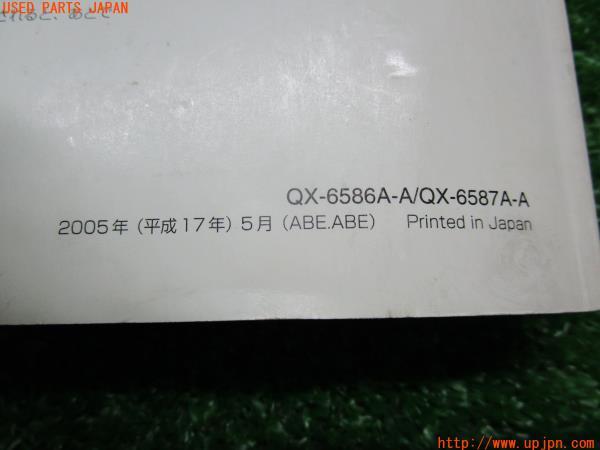 USED PARTS JAPAN
QX-6586A-A/QX-6587A-A
2005年(平成17年)5月(ABE.ABE) Printed in Japan
http://www.upjpn.com/